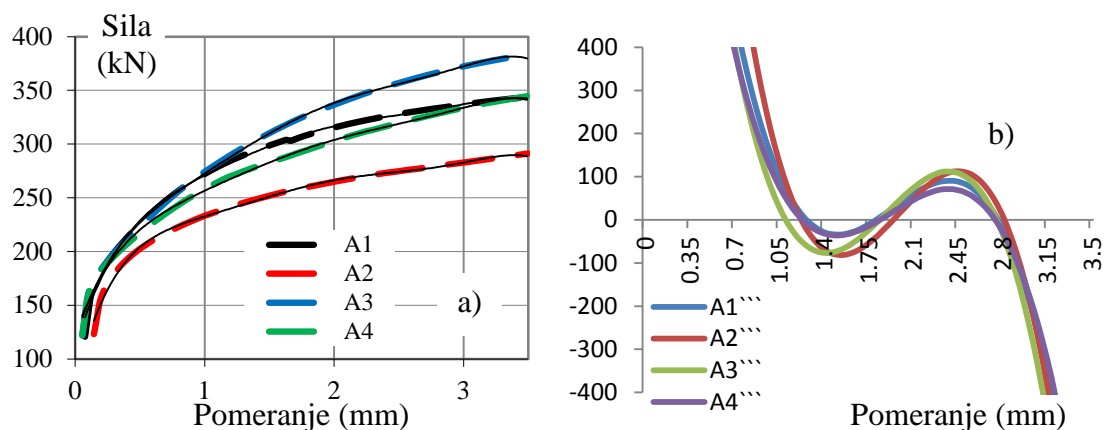 Sila
(kN)
400
350
300
250
200
150
100
0
1
2
3
A1
A2
A3
A4
a)
Pomeranje (mm)
400
300
200
100
0
-100
-200
-300
-400
0
0.35
0.7
1.05
1.4
1.75
2.1
2.45
2.8
3.15
3.5
b)
A1```
A2```
A3```
A4```
Pomeranje (mm)